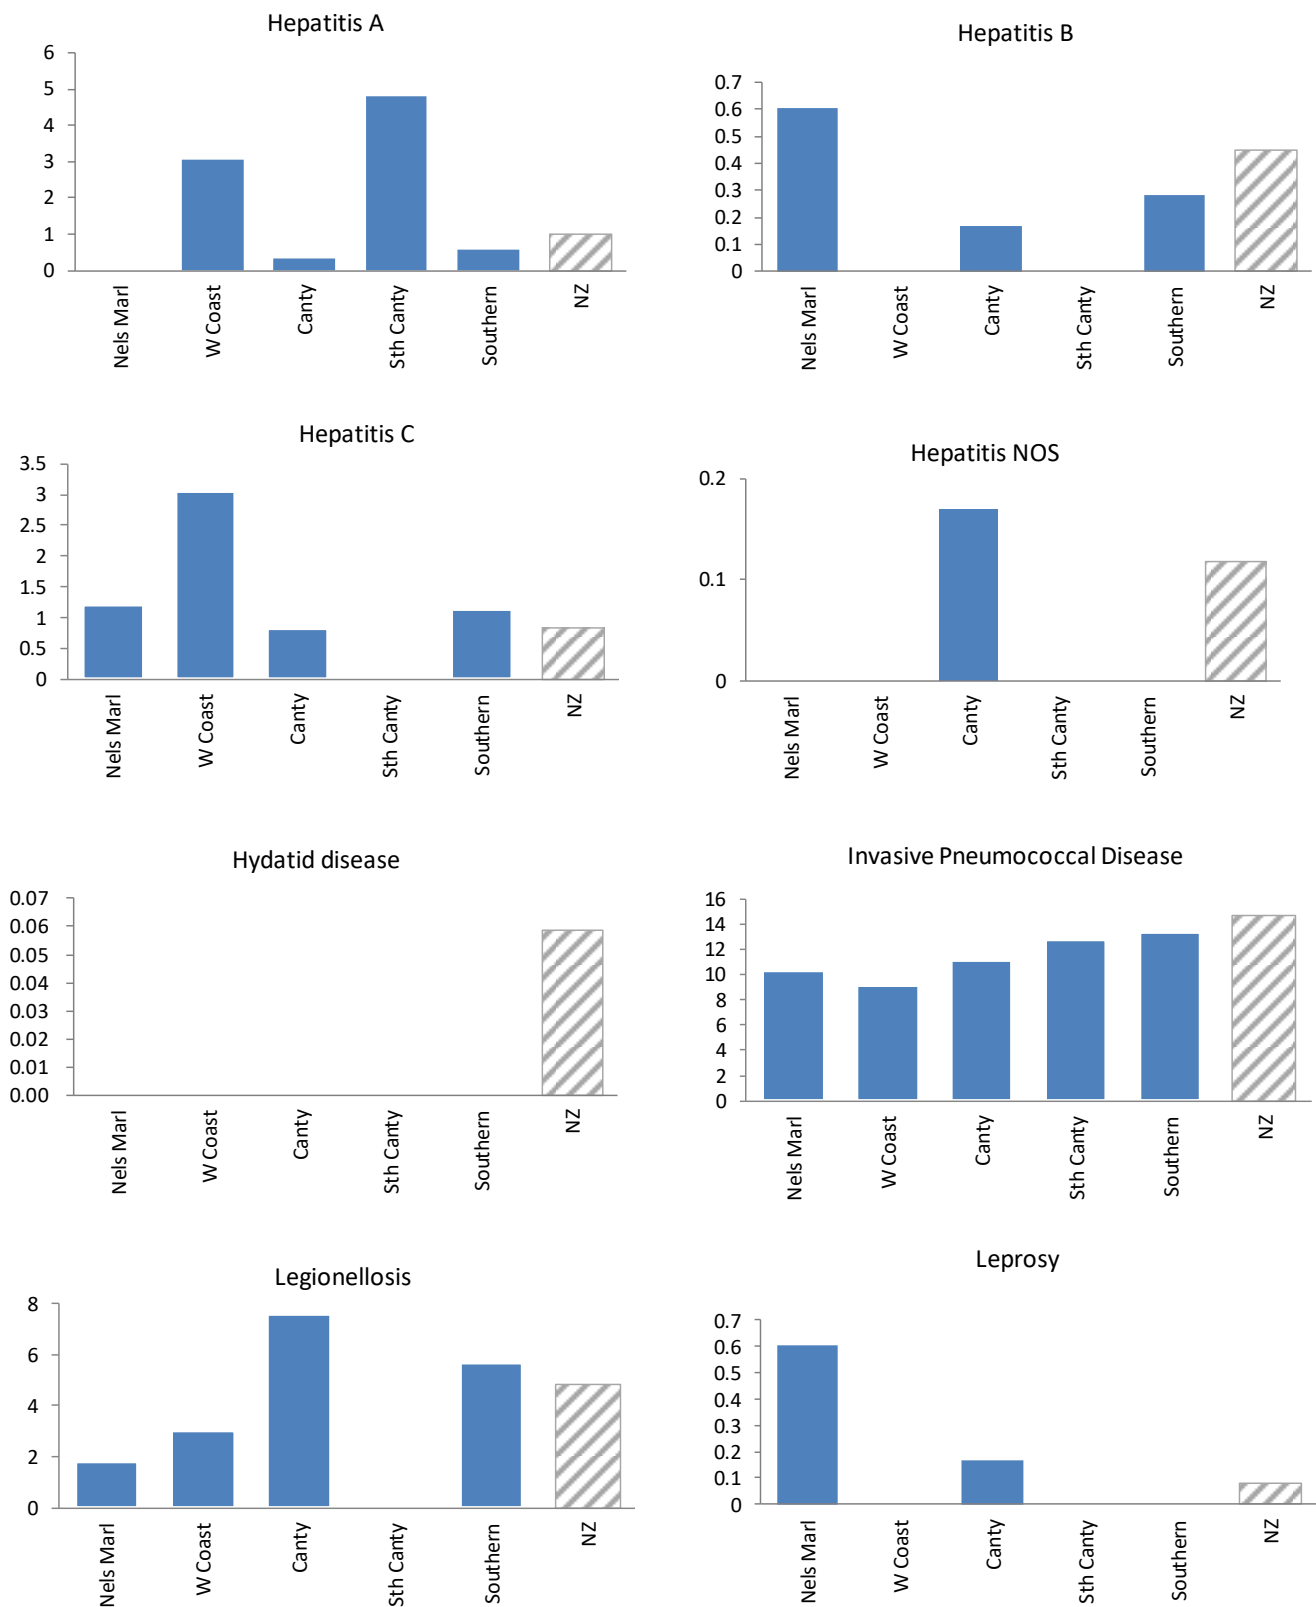 Hepatitis A
6
5
4
3
2
1
0
Nels Marl
W Coast
Canty
Sth Canty
Southern
NZ
Hepatitis B
0.7
0.6
0.5
0.4
0.3
0.2
0.1
0
Nels Marl
W Coast
Canty
Sth Canty
Southern
NZ
Hepatitis C
3.5
3
2.5
2
1.5
1
0.5
0
Nels Marl
W Coast
Canty
Sth Canty
Southern
NZ
Hepatitis NOS
0.2
0.1
0
Nels Marl
W Coast
Canty
Sth Canty
Southern
NZ
Hydatid disease
0.07
0.06
0.05
0.04
0.03
0.02
0.01
0.00
Nels Marl
W Coast
Canty
Sth Canty
Southern
NZ
Invasive Pneumococcal Disease
16
14
12
10
8
6
4
2
0
Nels Marl
W Coast
Canty
Sth Canty
Southern
NZ
Legionellosis
8
6
4
2
0
Nels Marl
W Coast
Canty
Sth Canty
Southern
NZ
Leprosy
0.7
0.6
0.5
0.4
0.3
0.2
0.1
0
Nels Marl
W Coast
Canty
Sth Canty
Southern
NZ